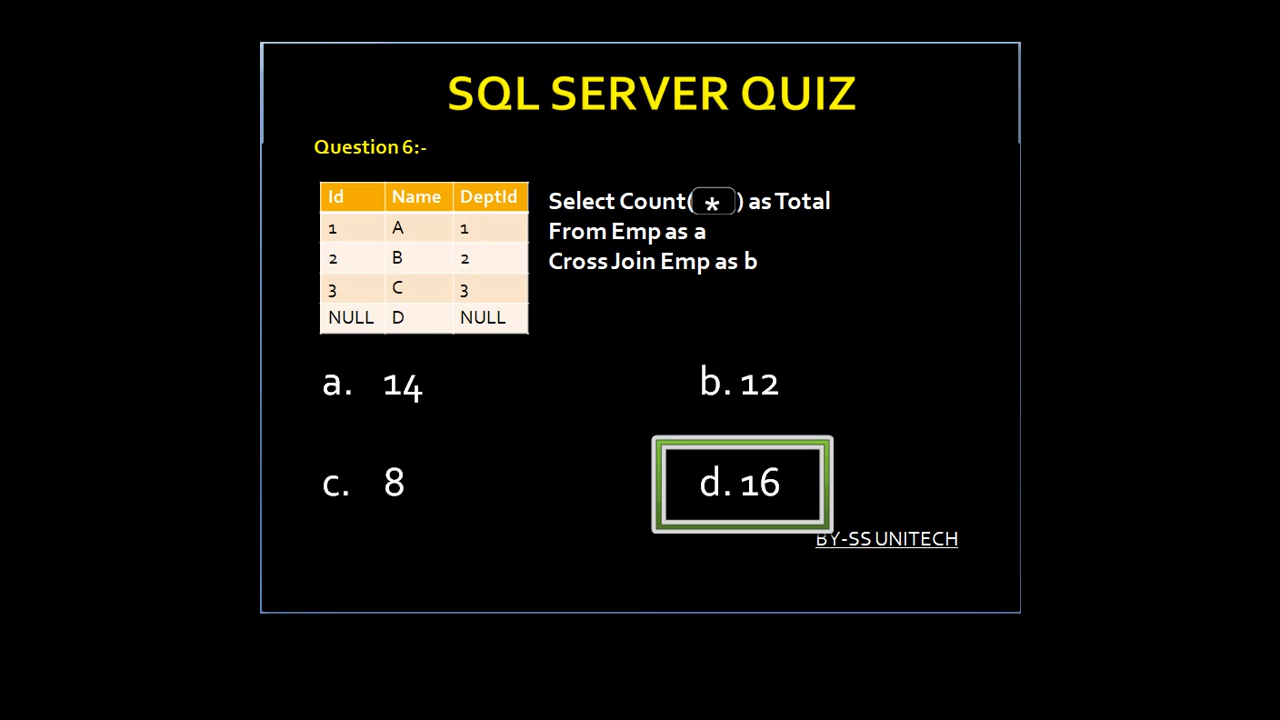 SQL SERVER QUIZ
Question 6:-
Id Name DeptId
1 A 1
2 B 2
3 C 3
NULL D NULL
Select Count( * ) as Total
From Emp as a
Cross Join Emp as b
a. 14
b. 12
c. 8
d. 16
BY-SS UNITECH